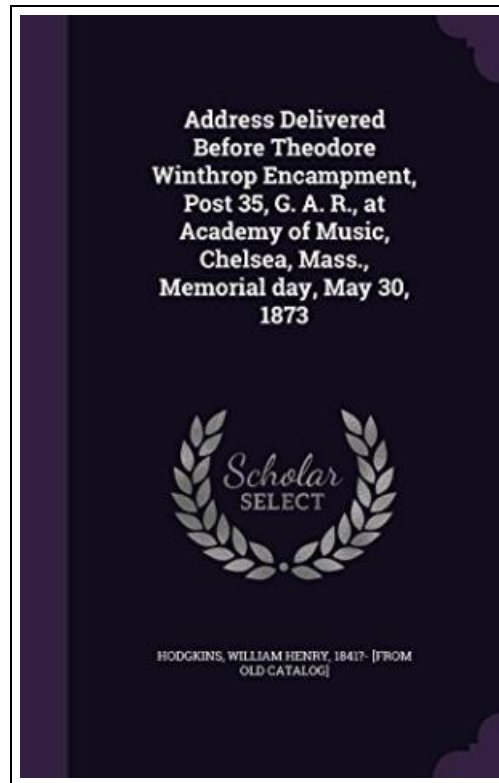 Address Delivered
Before Theodore
Winthrop Encampment,
Post 35, G. A. R., at
Academy of Music,
Chelsea, Mass.,
Memorial day, May 30,
1873
Scholar
SELECT
HODGKINS, WILLIAM HENRY, 1841?- [FROM
OLD CATALOG]